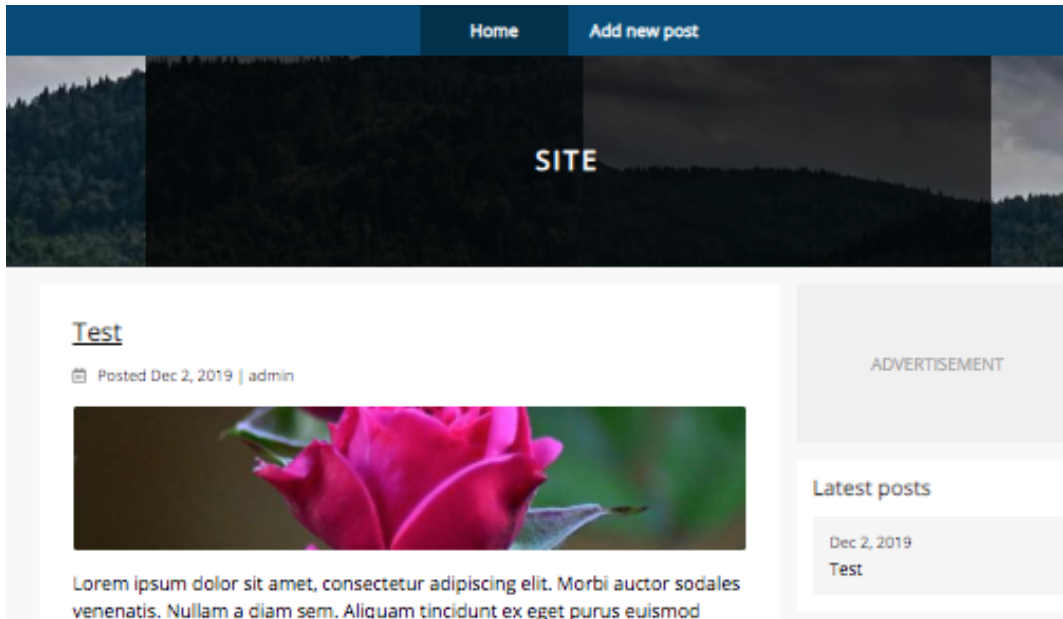 Home Add new post
SITE
Test
Posted Dec 2, 2019 | admin
Lorem ipsum dolor sit amet, consectetur adipiscing elit. Morbi auctor sodales
venenatis. Nullam a diam sem. Aliquam tincidunt ex eget purus euismod
ADVERTISEMENT
Latest posts
Dec 2, 2019
Test